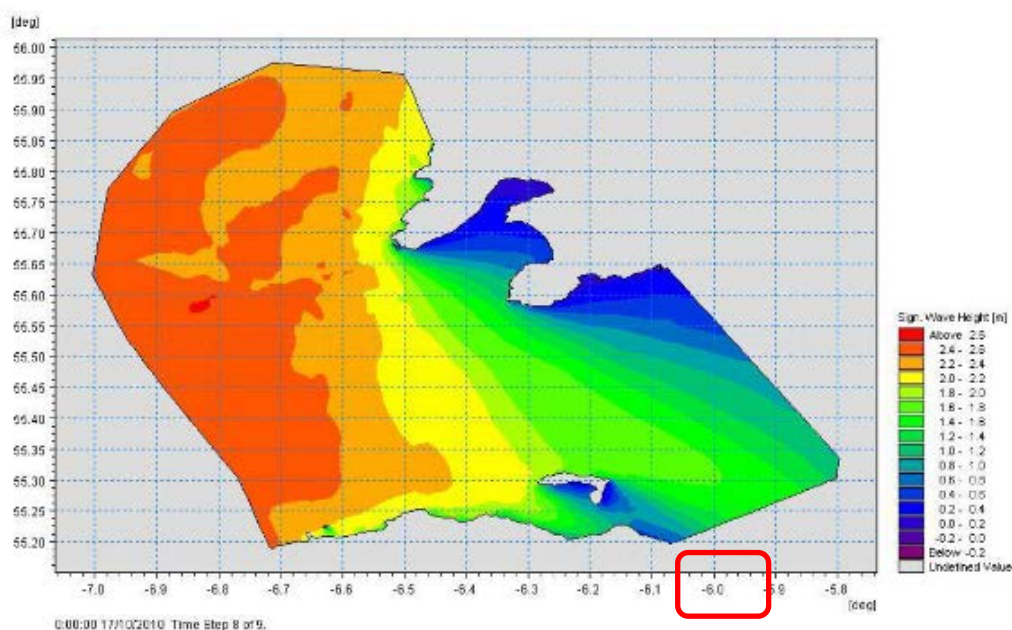 [deg]
56.00
55.95
55.90
55.85
55.80
55.75
55.70
55.65
55.60
55.55
55.50
55.45
55.40
55.35
55.30
55.25
55.20
-7.0 -6.9 -6.8 -6.7 -6.6 -6.5 -6.4 -6.3 -6.2 -6.1 -6.0 -5.9 -5.8
[deg]
0:00:00 17/10/2010 Time Step 8 of 9.
Sign. Wave Height [m]
Above 2.6
2.4 - 2.6
2.2 - 2.4
2.0 - 2.2
1.8 - 2.0
1.6 - 1.8
1.4 - 1.6
1.2 - 1.4
1.0 - 1.2
0.8 - 1.0
0.6 - 0.8
0.4 - 0.6
0.2 - 0.4
0.0 - 0.2
-0.2 - 0.0
Below -0.2
Undefined Value